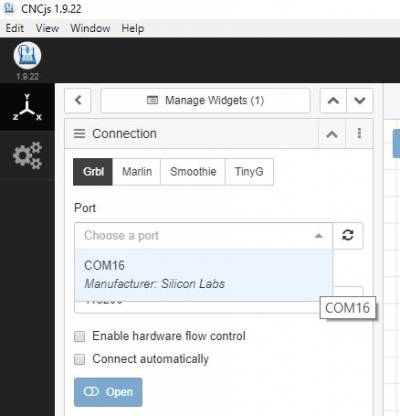 CNCjs 1.9.22
Edit View Window Help
1.9.22
Manage Widgets (1)
Connection
Grbl Marlin Smoothie TinyG
Port
Choose a port
COM16
Manufacturer: Silicon Labs
COM16
Enable hardware flow control
Connect automatically
Open